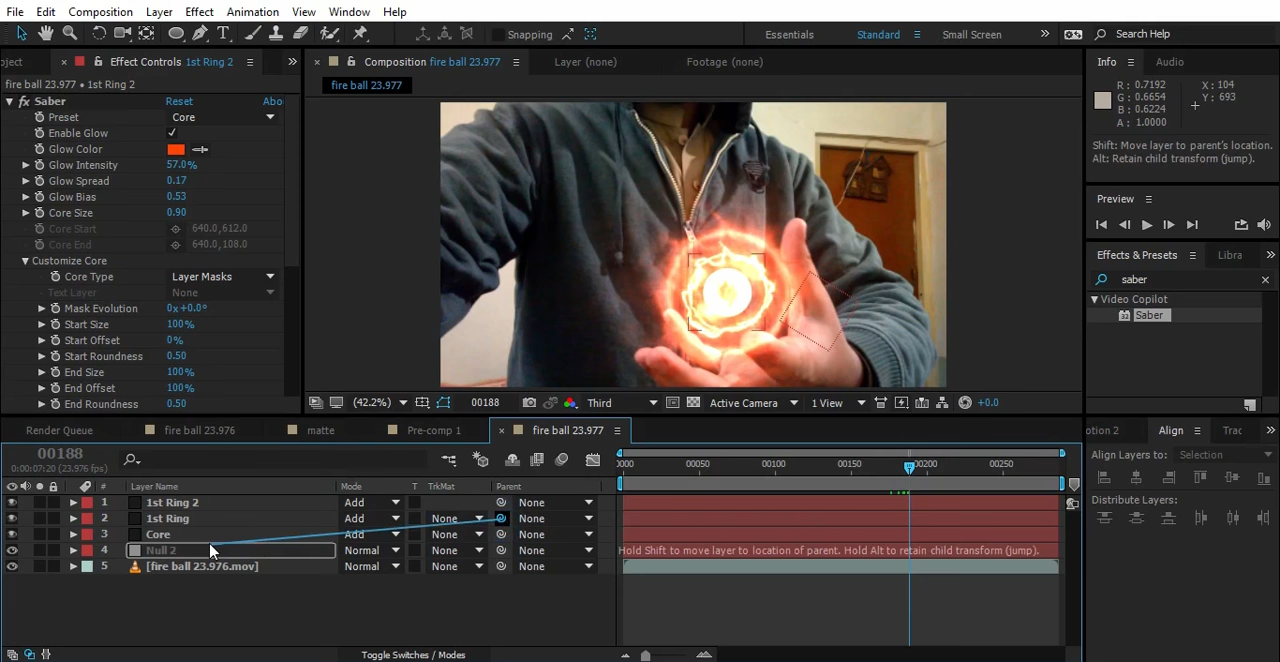 File Edit Composition Layer Effect Animation View Window Help
Snapping Essentials Standard Small Screen Search Help
oject Effect Controls 1st Ring 2
fire ball 23.977 • 1st Ring 2
fx Saber Reset Abo
Preset Core
Enable Glow
Glow Color
Glow Intensity 57.0%
Glow Spread 0.17
Glow Bias 0.53
Core Size 0.90
Core Start 640.0,612.0
Core End 640.0,108.0
Customize Core
Core Type Layer Masks
Text Layer None
Mask Evolution 0x+0.0°
Start Size 100%
Start Offset 0%
Start Roundness 0.50
End Size 100%
End Offset 100%
End Roundness 0.50
Composition fire ball 23.977 Layer (none) Footage (none)
fire ball 23.977
(42.2%) 00188 Third Active Camera 1 View +0.0
Info Audio
R: 0.7192 X: 104
G: 0.6654 Y: 693
B: 0.6224
A: 1.0000
Shift: Move layer to parent's location.
Alt: Retain child transform (jump).
Preview
Effects & Presets Libra
saber
Video Copilot
32 Saber
Render Queue fire ball 23.976 matte Pre-comp 1 fire ball 23.977
00188
0:00:07:20 (23.976 fps)
0000 00050 00100 00150 00200 00250
# Layer Name Mode T TrkMat Parent
1 1st Ring 2 Add None
2 1st Ring Add None None
3 Core Add None
4 Null 2 Normal None None
Hold Shift to move layer to location of parent. Hold Alt to retain child transform (jump).
5 [fire ball 23.976.mov] Normal None None
Toggle Switches / Modes
otion 2 Align Trac
Align Layers to: Selection
Distribute Layers: